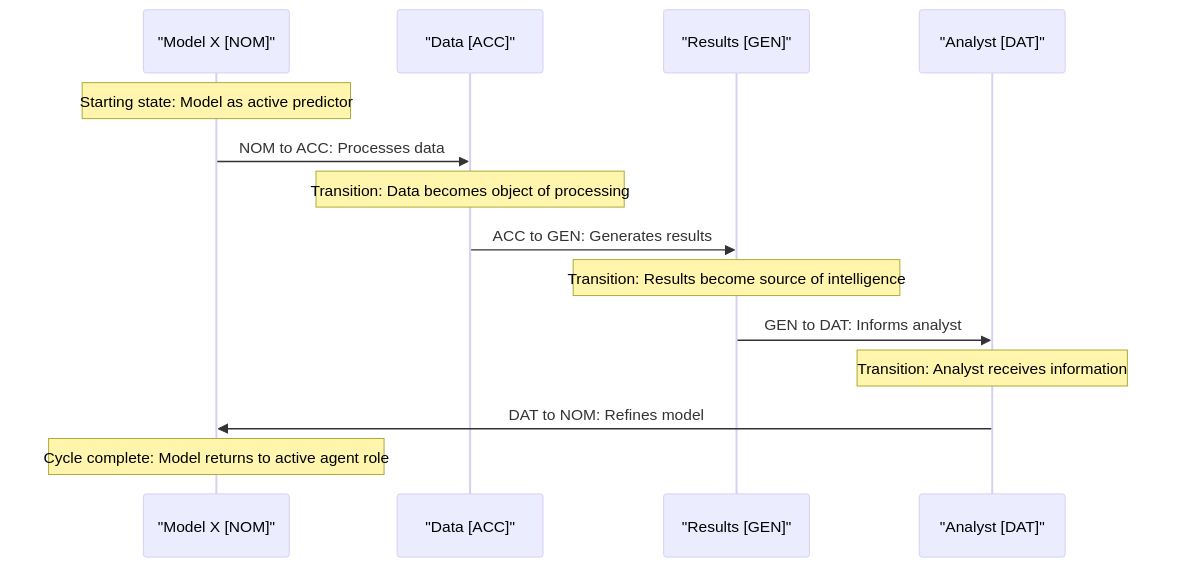 "Model X [NOM]"
"Data [ACC]"
"Results [GEN]"
"Analyst [DAT]"
Starting state: Model as active predictor
NOM to ACC: Processes data
Transition: Data becomes object of processing
ACC to GEN: Generates results
Transition: Results become source of intelligence
GEN to DAT: Informs analyst
Transition: Analyst receives information
DAT to NOM: Refines model
Cycle complete: Model returns to active agent role
"Model X [NOM]"
"Data [ACC]"
"Results [GEN]"
"Analyst [DAT]"